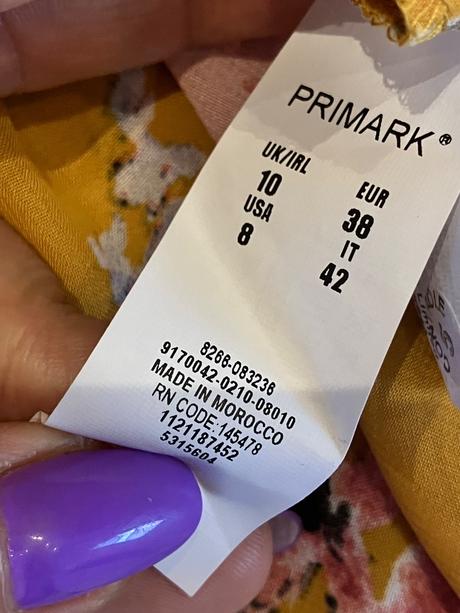 PRIMARK®
UK/IRL
10
USA
8
EUR
38
IT
42
8266-083236
9170042-0210-08010
MADE IN MOROCCO
RN CODE:145478
1121187452
5315604